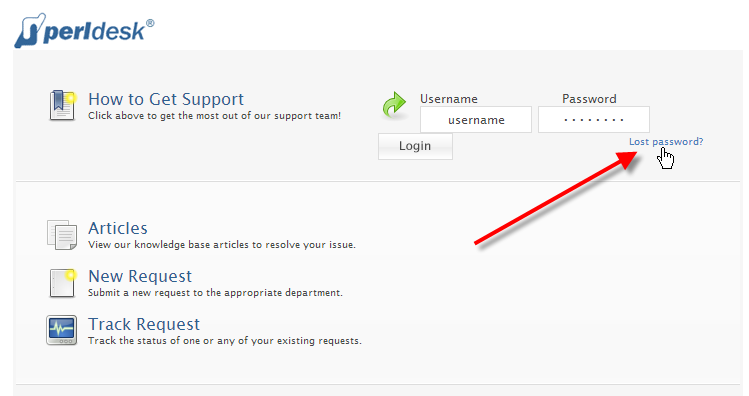 perldesk®
How to Get Support
Click above to get the most out of our support team!
Username Password
username ········
Lost password?
Login
Articles
View our knowledge base articles to resolve your issue.
New Request
Submit a new request to the appropriate department.
Track Request
Track the status of one or any of your existing requests.